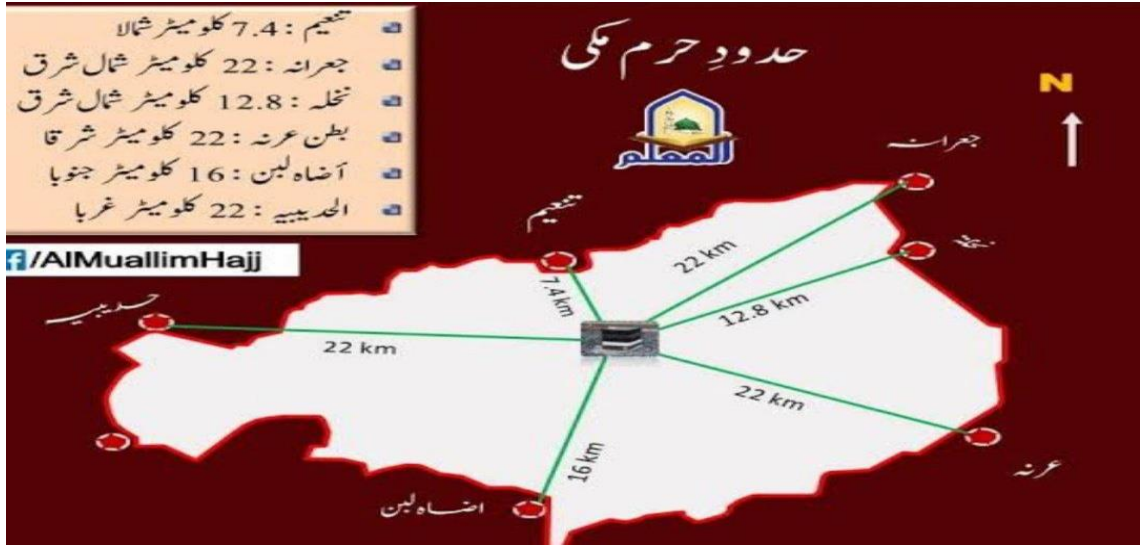 حدودِ حرم مکی
تنعیم : 7.4 کلومیٹر شمالا
جعرانہ : 22 کلومیٹر شمال شرق
نخلہ : 12.8 کلومیٹر شمال شرق
بطن عرنہ : 22 کلومیٹر شرقا
أضاہ لبن : 16 کلومیٹر جنوبا
الحدیبیہ : 22 کلومیٹر غربا
f/AlMuallimHajj
المعلم
N
جعرانہ
تنعیم
نخلہ
حدیبیہ
عرنہ
اضاہ لبن
22 km
7.4 km
12.8 km
22 km
22 km
16 km